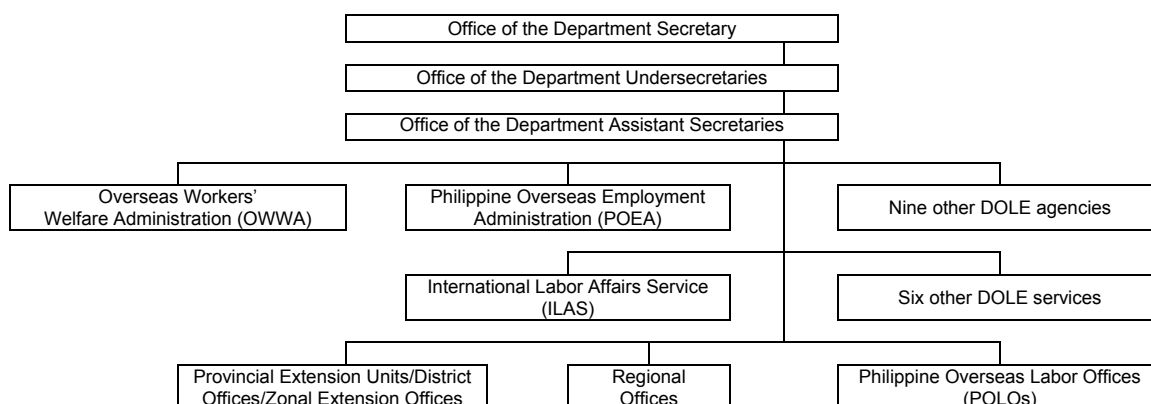 Office of the Department Secretary
Office of the Department Undersecretaries
Office of the Department Assistant Secretaries
Overseas Workers'
Welfare Administration (OWWA)
Philippine Overseas Employment
Administration (POEA)
Nine other DOLE agencies
International Labor Affairs Service
(ILAS)
Six other DOLE services
Provincial Extension Units/District
Offices/Zonal Extension Offices
Regional
Offices
Philippine Overseas Labor Offices
(POLOs)